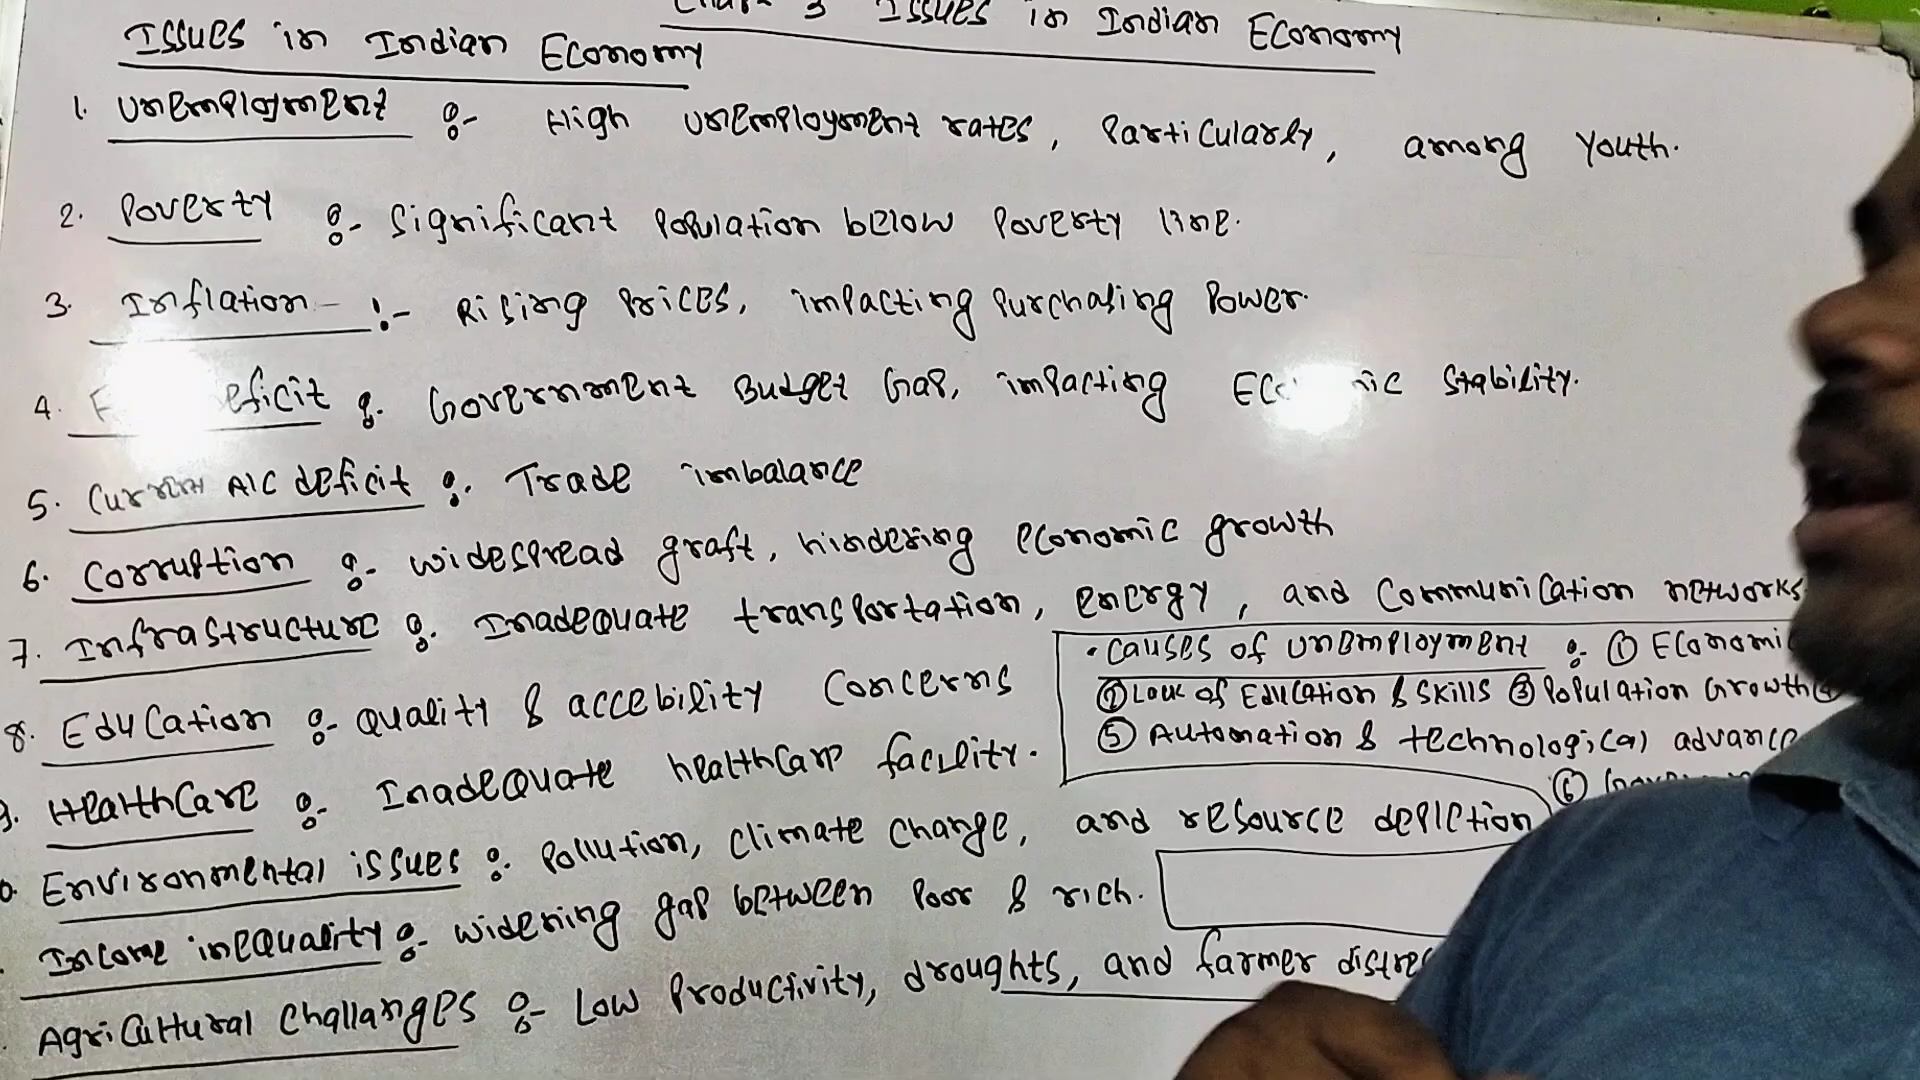 3 Issues in Indian Economy
Issues in Indian Economy
1. Unemployment :- High unemployment rates, Particularly, among Youth.
2. Poverty :- Significant Population below Poverty line.
3. Inflation :- Rising Prices, impacting Purchasing Power.
4. :- Government Budget Gap, impacting Stability.
5. Current A/C deficit :- Trade imbalance
6. Corruption :- widespread graft, hindering economic growth
7. Infrastructure :- Inadequate transportation, energy, and Communication networks
8. Education :- quality & accebility Concerns
Healthcare :- Inadequate healthcare facility.
Environmental issues :- Pollution, Climate Change, and resource depletion
Income inequality :- widening gap between Poor & rich.
Agricultural Challanges :- Low Productivity, droughts, and farmer
• Causes of unemployment :- ①
② Lack of Education & Skills ③ Population Growth
⑤ Automation & technological
⑥